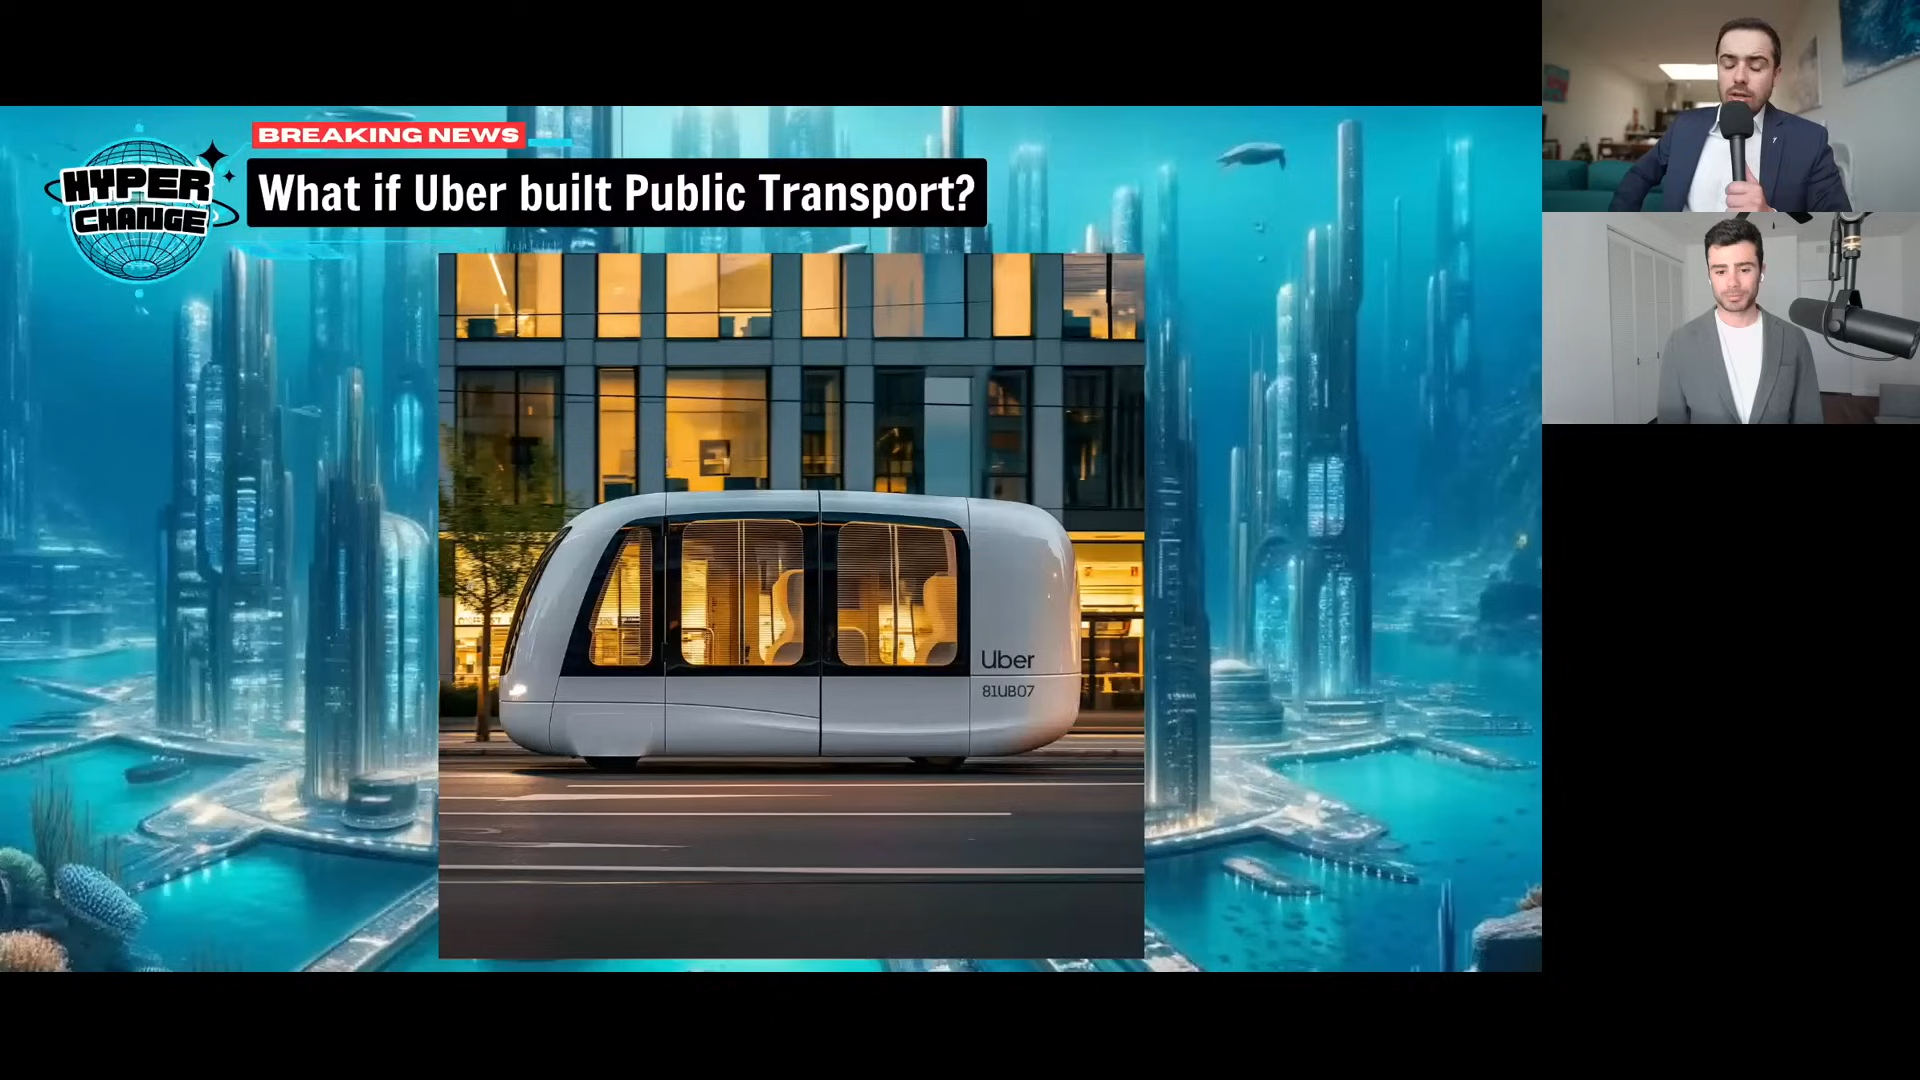 BREAKING NEWS
HYPER
CHANGE
What if Uber built Public Transport?
Uber
81UB07